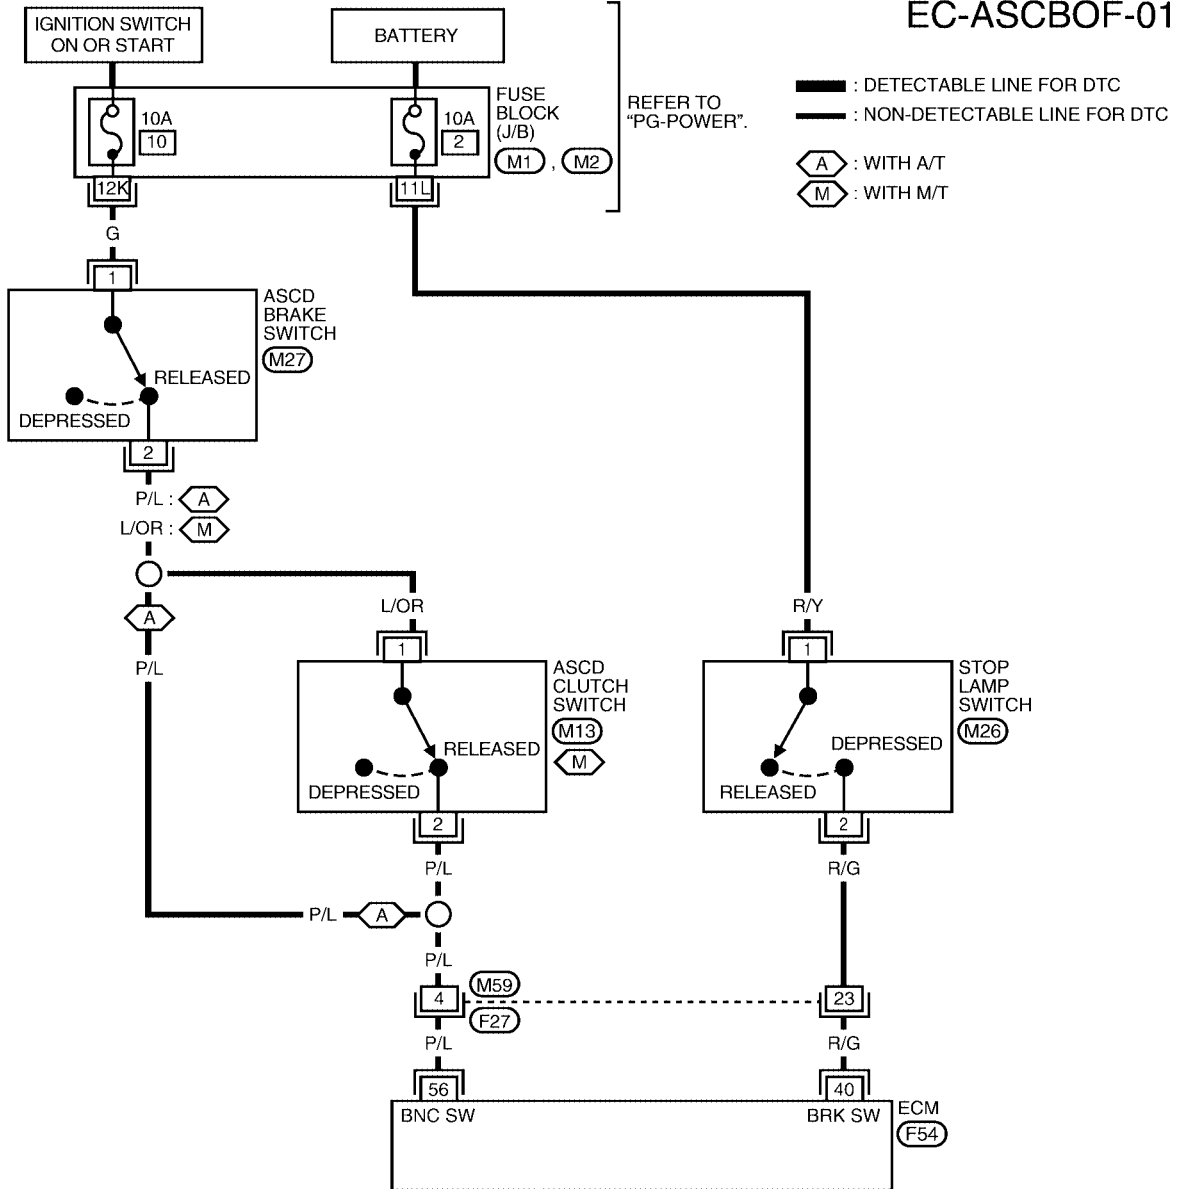 EC-ASCBOF-01
IGNITION SWITCH
ON OR START
BATTERY
10A
10
10A
2
FUSE
BLOCK
(J/B)
M1 , M2
REFER TO
"PG-POWER".
: DETECTABLE LINE FOR DTC
: NON-DETECTABLE LINE FOR DTC
A : WITH A/T
M : WITH M/T
12K
11L
G
1
ASCD
BRAKE
SWITCH
M27
RELEASED
DEPRESSED
2
P/L : A
L/OR : M
A
P/L
L/OR
1
ASCD
CLUTCH
SWITCH
M13
M
RELEASED
DEPRESSED
2
P/L
R/Y
1
STOP
LAMP
SWITCH
M26
DEPRESSED
RELEASED
2
R/G
P/L A
P/L
4
M59
F27
23
P/L
R/G
56
40
BNC SW
BRK SW
ECM
F54